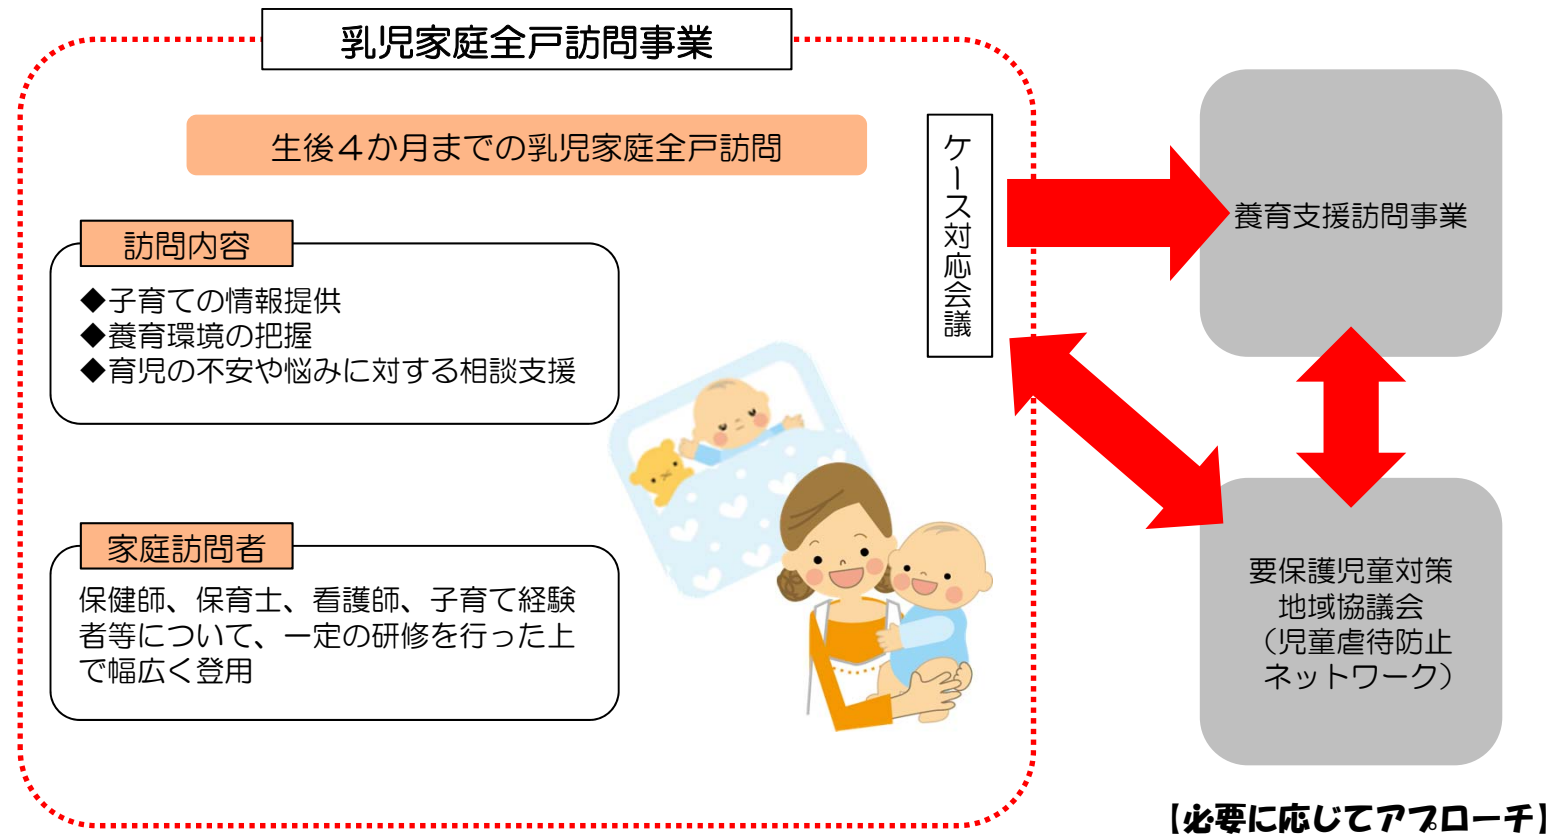 乳児家庭全戸訪問事業
生後４か月までの乳児家庭全戸訪問
訪問内容
◆子育ての情報提供
◆養育環境の把握
◆育児の不安や悩みに対する相談支援
家庭訪問者
保健師、保育士、看護師、子育て経験
者等について、一定の研修を行った上
で幅広く登用
ケース対応会議
養育支援訪問事業
要保護児童対策
地域協議会
（児童虐待防止
ネットワーク）
【必要に応じてアプローチ】